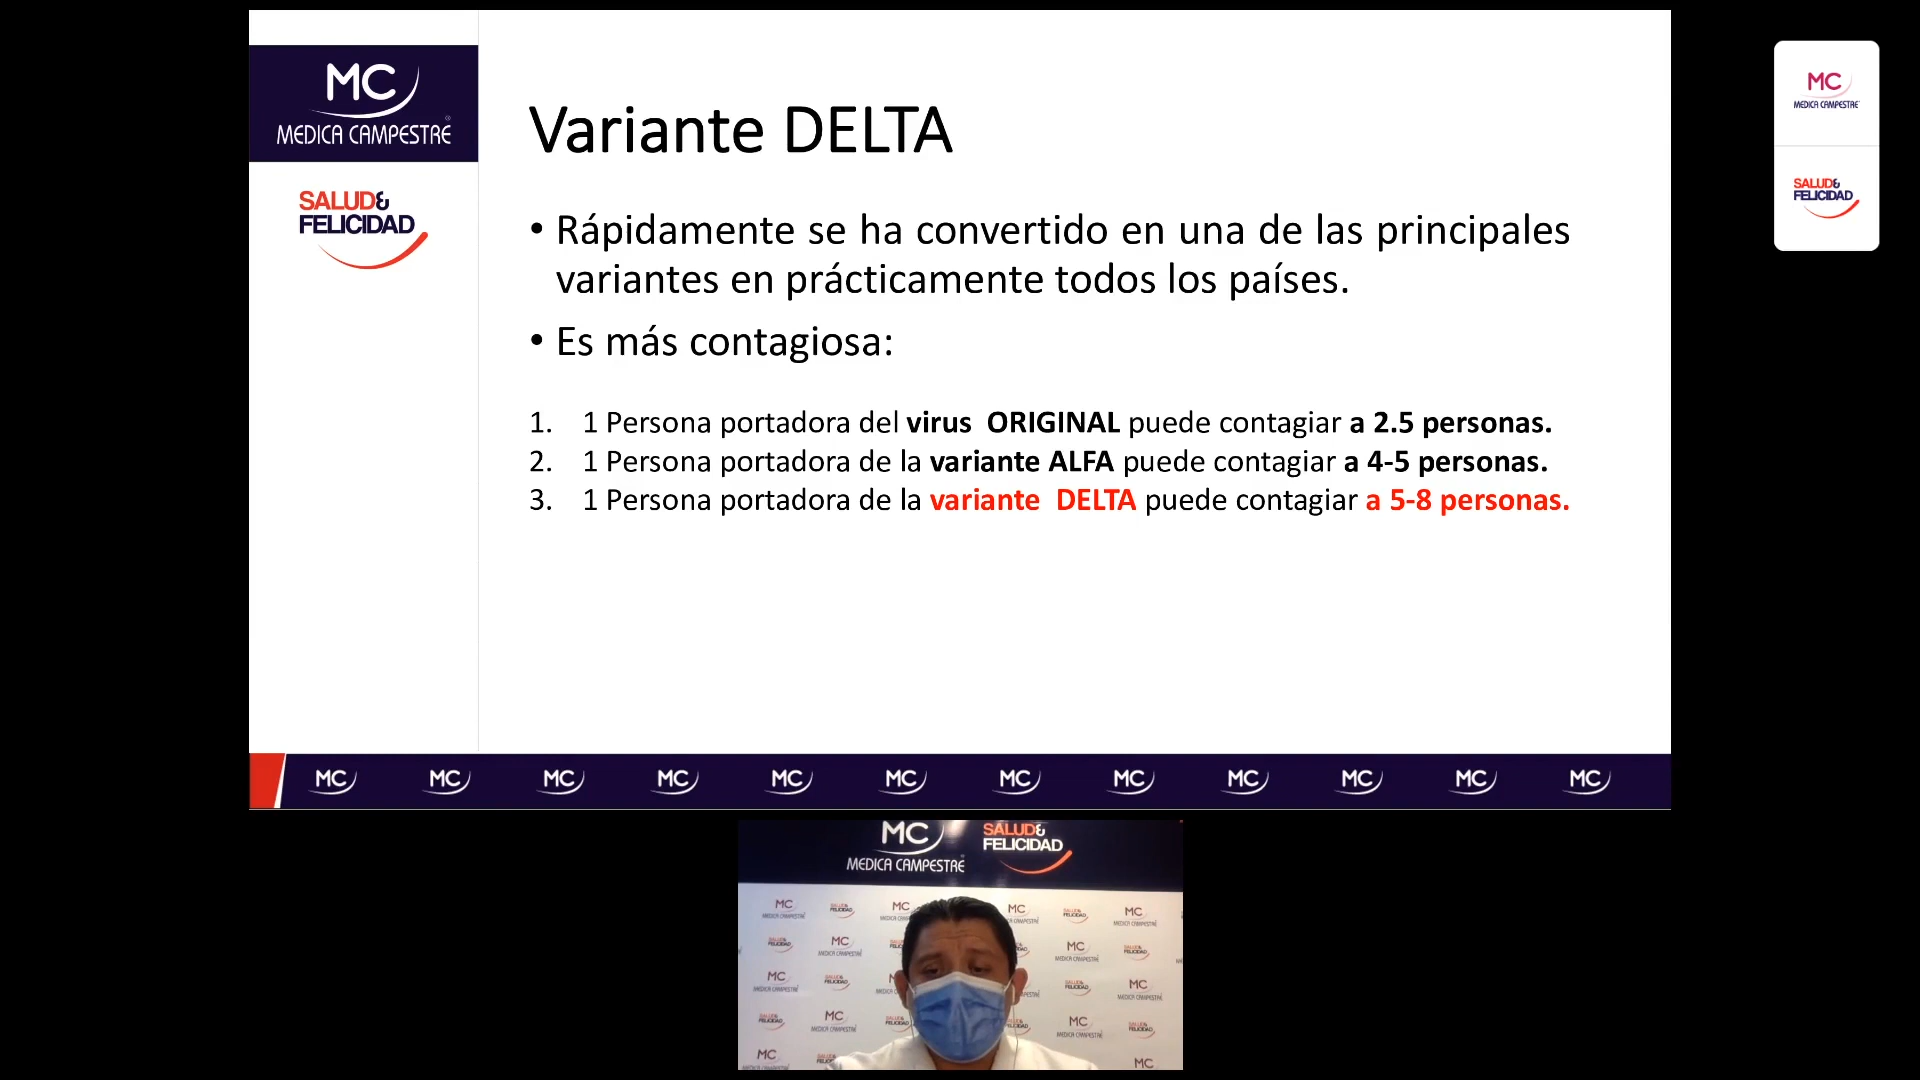 MC
MEDICA CAMPESTRE
SALUD&
FELICIDAD
Variante DELTA
• Rápidamente se ha convertido en una de las principales
variantes en prácticamente todos los países.
• Es más contagiosa:
1. 1 Persona portadora del virus ORIGINAL puede contagiar a 2.5 personas.
2. 1 Persona portadora de la variante ALFA puede contagiar a 4-5 personas.
3. 1 Persona portadora de la variante DELTA puede contagiar a 5-8 personas.
MC MC MC MC MC MC MC MC MC MC MC MC
MC
MEDICA CAMPESTRE
SALUD&
FELICIDAD
MC
MEDICA CAMPESTRE
SALUD&
FELICIDAD